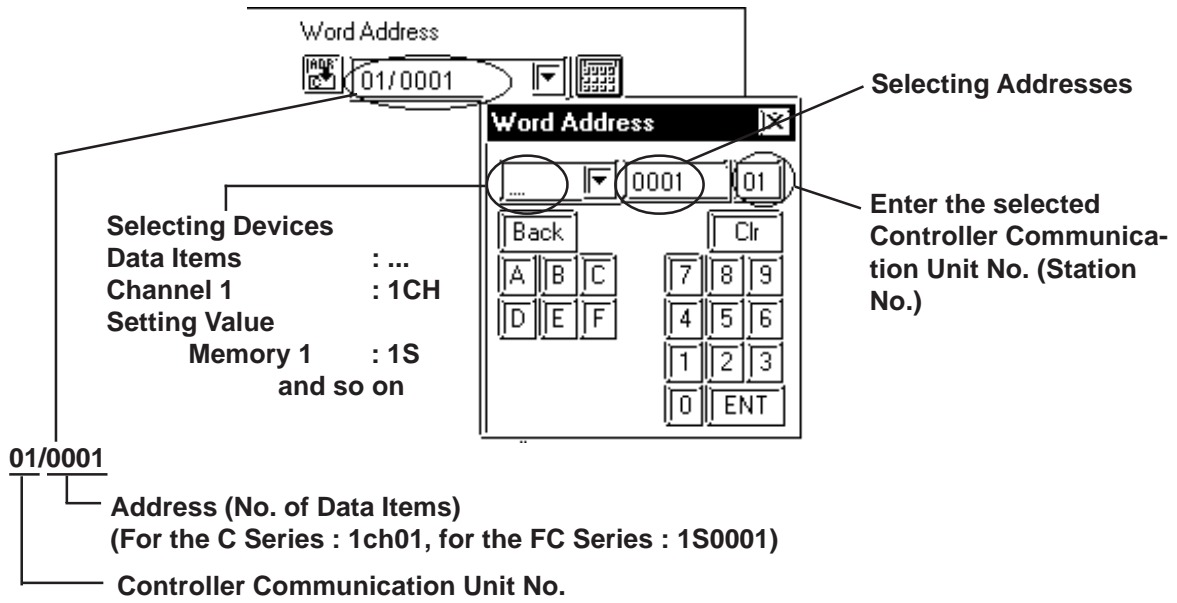 Word Address
ADR
C
01/0001
Selecting Addresses
Word Address
....
0001
01
Enter the selected
Controller Communica-
tion Unit No. (Station
No.)
Selecting Devices
Data Items : ...
Channel 1 : 1CH
Setting Value
Memory 1 : 1S
and so on
Back Clr
A B C 7 8 9
D E F 4 5 6
1 2 3
0 ENT
01/0001
Address (No. of Data Items)
(For the C Series : 1ch01, for the FC Series : 1S0001)
Controller Communication Unit No.